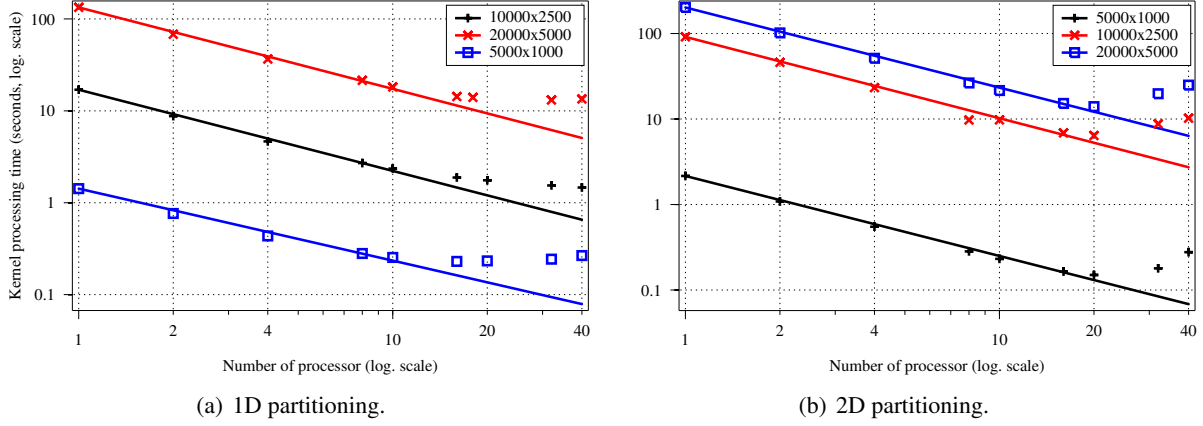 Kernel processing time (seconds, log. scale)
100
10
1
0.1
10000x2500
20000x5000
5000x1000
1
2
4
10
20
40
Number of processor (log. scale)
(a) 1D partitioning.
100
10
1
0.1
5000x1000
10000x2500
20000x5000
1
2
4
10
20
40
Number of processor (log. scale)
(b) 2D partitioning.